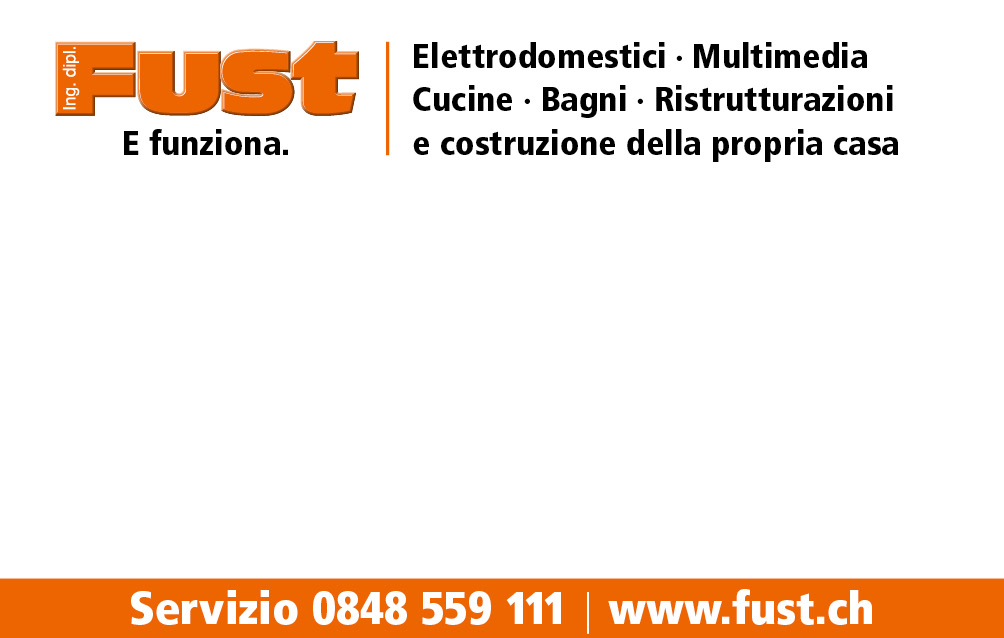 Ing. dipl.
Fust
E funziona.
Elettrodomestici · Multimedia
Cucine · Bagni · Ristrutturazioni
e costruzione della propria casa
Servizio 0848 559 111 | www.fust.ch